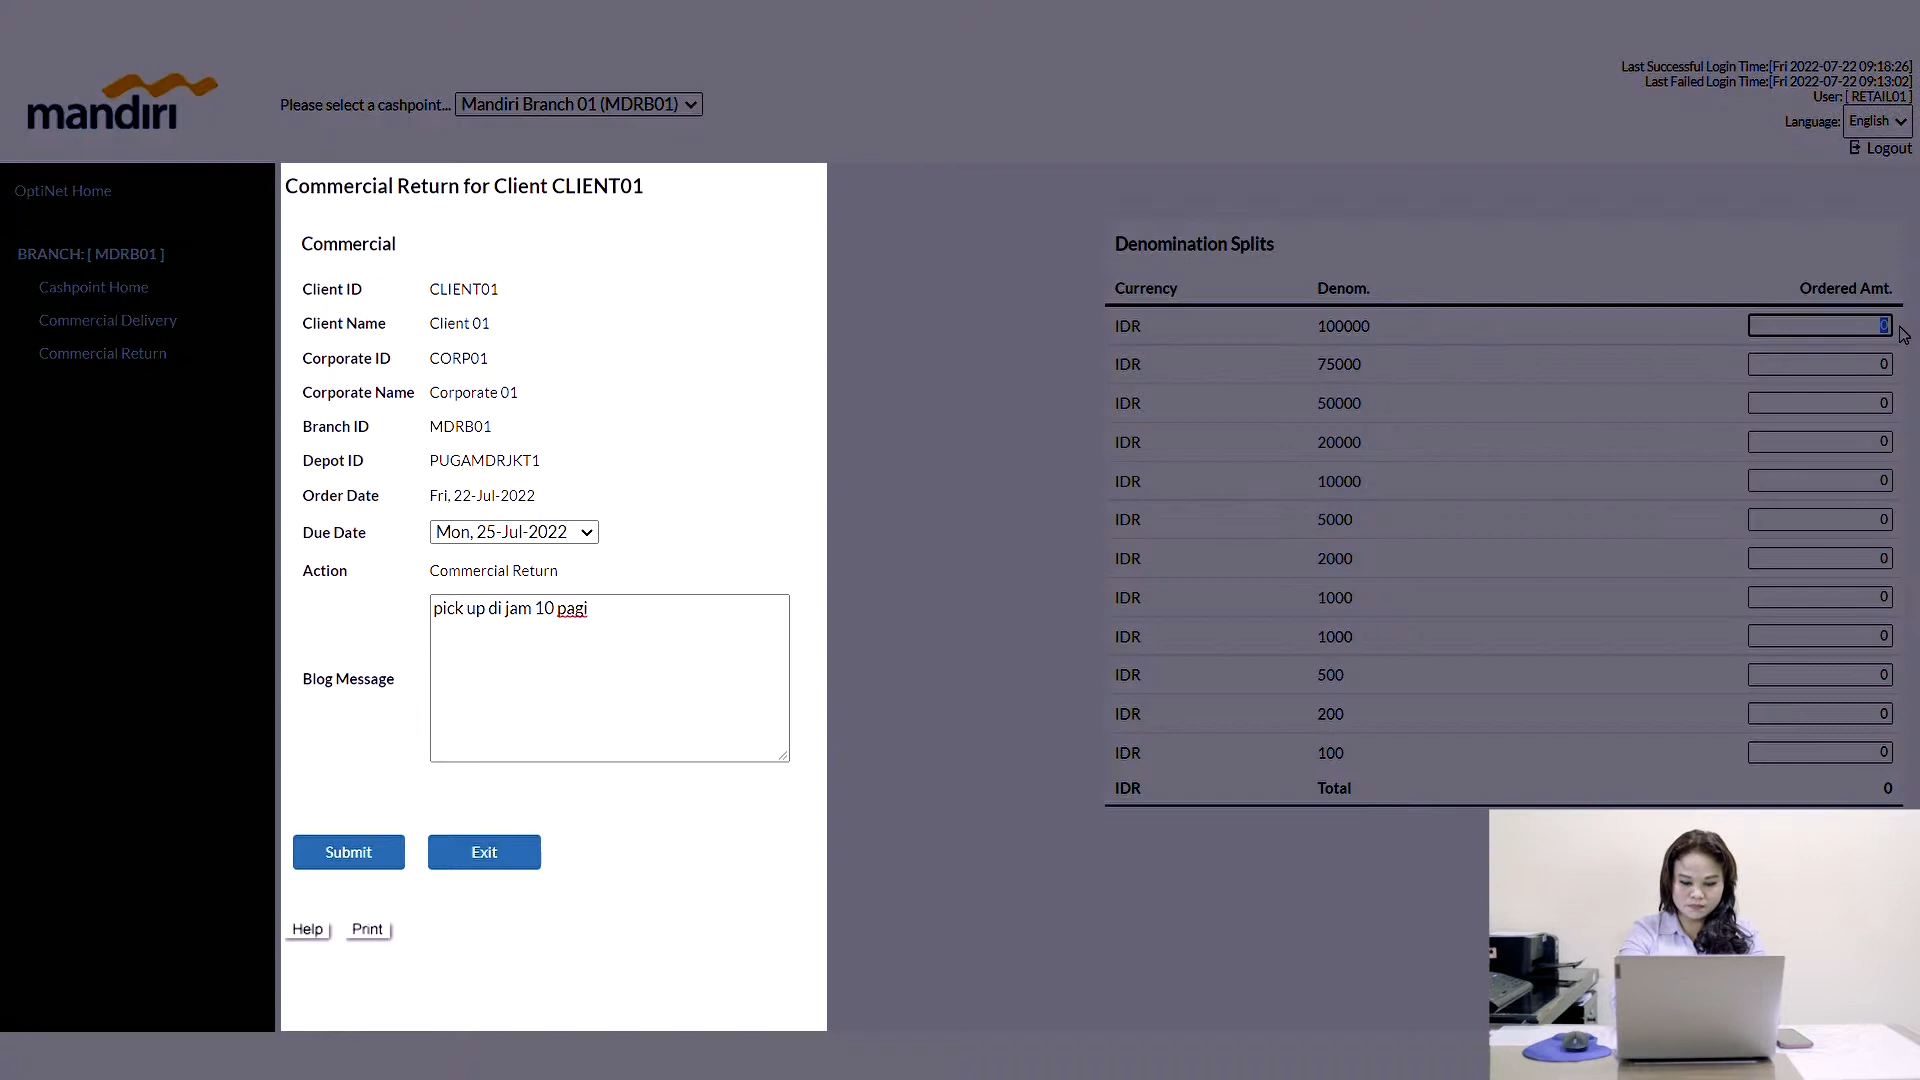 mandiri
Please select a cashpoint... Mandiri Branch 01 (MDRB01)
Last Successful Login Time:[Fri 2022-07-22 09:18:26]
Last Failed Login Time:[Fri 2022-07-22 09:13:02]
User: [ RETAIL01 ]
Language: English
Logout
OptiNet Home
BRANCH: [ MDRB01 ]
Cashpoint Home
Commercial Delivery
Commercial Return
Commercial Return for Client CLIENT01
Commercial
Client ID CLIENT01
Client Name Client 01
Corporate ID CORP01
Corporate Name Corporate 01
Branch ID MDRB01
Depot ID PUGAMDRJKT1
Order Date Fri, 22-Jul-2022
Due Date Mon, 25-Jul-2022
Action Commercial Return
Blog Message pick up di jam 10 pagi
Submit Exit
Help Print
Denomination Splits
Currency Denom. Ordered Amt.
IDR 100000 0
IDR 75000 0
IDR 50000 0
IDR 20000 0
IDR 10000 0
IDR 5000 0
IDR 2000 0
IDR 1000 0
IDR 1000 0
IDR 500 0
IDR 200 0
IDR 100 0
IDR Total 0